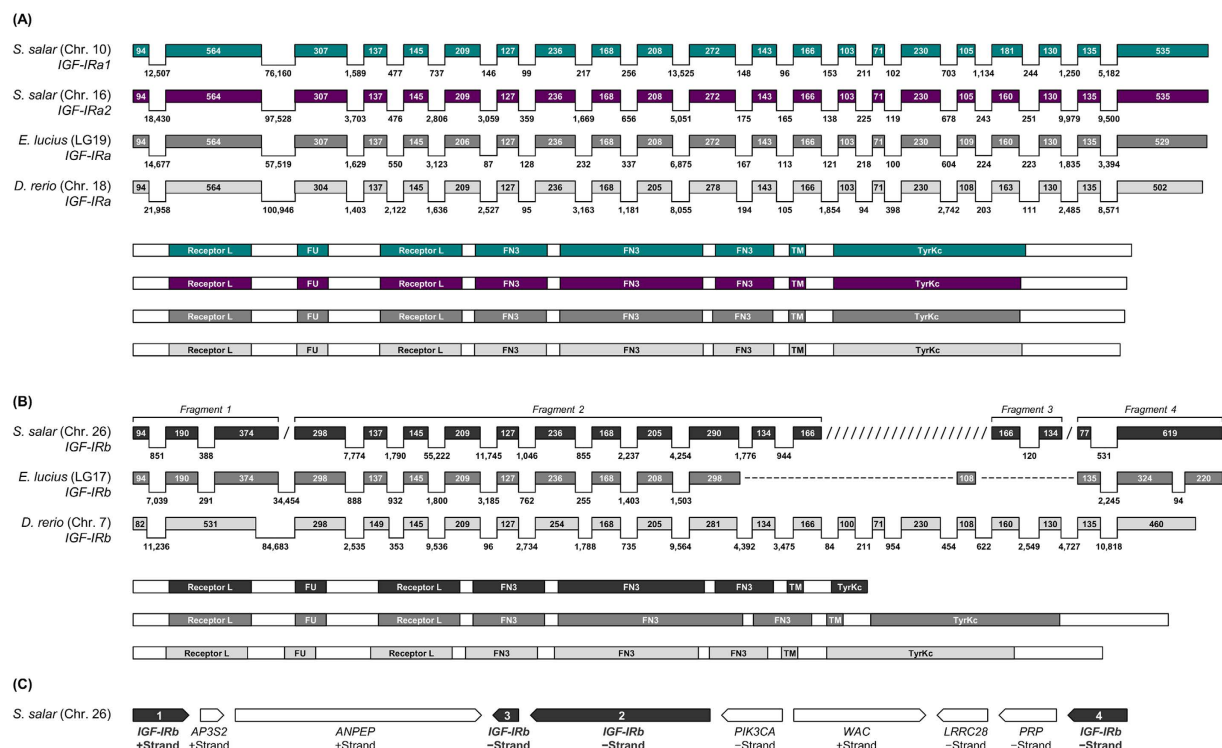 (A)
S. salar (Chr. 10)
IGF-IRa1
94 564 307 137 145 209 127 236 168 208 272 143 166 103 71 230 105 181 130 135 535
12,507 76,160 1,589 477 737 146 99 217 256 13,525 148 96 153 211 102 703 1,134 244 1,250 5,182
S. salar (Chr. 16)
IGF-IRa2
94 564 307 137 145 209 127 236 168 208 272 143 166 103 71 230 105 160 130 135 535
18,430 97,528 3,703 476 2,806 3,059 359 1,669 656 5,051 175 165 138 225 119 678 243 251 9,979 9,500
E. lucius (LG19)
IGF-IRa
94 564 307 137 145 209 127 236 168 208 272 143 166 103 71 230 109 160 130 135 529
14,677 57,519 1,629 550 3,123 87 128 232 337 6,875 167 113 121 218 100 604 224 223 1,835 3,394
D. rerio (Chr. 18)
IGF-IRa
94 564 304 137 145 206 127 236 168 205 278 143 166 103 71 230 108 163 130 135 502
21,958 100,946 1,403 2,122 1,636 2,527 95 3,163 1,181 8,055 194 105 1,854 94 398 2,742 203 111 2,485 8,571
Receptor L FU Receptor L FN3 FN3 FN3 TM TyrKc
Receptor L FU Receptor L FN3 FN3 FN3 TM TyrKc
Receptor L FU Receptor L FN3 FN3 FN3 TM TyrKc
Receptor L FU Receptor L FN3 FN3 FN3 TM TyrKc
(B)
Fragment 1 Fragment 2 Fragment 3 Fragment 4
S. salar (Chr. 26)
IGF-IRb
94 190 374 / 298 137 145 209 127 236 168 205 290 134 166 ///////////////// 166 134 / 77 619
851 388 7,774 1,790 55,222 11,745 1,046 855 2,237 4,254 1,776 944 120 531
E. lucius (LG17)
IGF-IRb
94 190 374 298 137 145 209 127 236 168 208 298 108 135 324 220
7,039 291 34,454 888 932 1,800 3,185 762 255 1,403 1,503 2,245 94
D. rerio (Chr. 7)
IGF-IRb
82 531 298 149 145 209 127 254 168 205 281 134 166 100 71 230 108 160 130 135 460
11,236 84,683 2,535 353 9,536 96 2,734 1,788 735 9,564 4,392 3,475 84 211 954 454 622 2,549 4,727 10,818
Receptor L FU Receptor L FN3 FN3 FN3 TM TyrKc
Receptor L FU Receptor L FN3 FN3 FN3 TM TyrKc
Receptor L FU Receptor L FN3 FN3 FN3 TM TyrKc
(C)
S. salar (Chr. 26)
1 3 2 4
IGF-IRb AP3S2 ANPEP IGF-IRb IGF-IRb PIK3CA WAC LRRC28 PRP IGF-IRb
+Strand +Strand +Strand −Strand −Strand −Strand +Strand −Strand −Strand −Strand